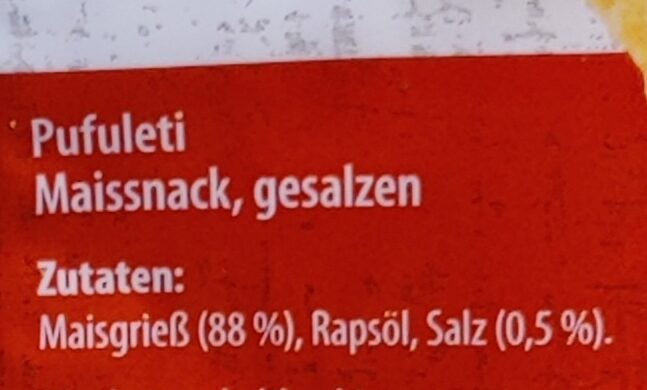 Pufuleti
Maissnack, gesalzen
Zutaten:
Maisgrieß (88 %), Rapsöl, Salz (0,5 %).